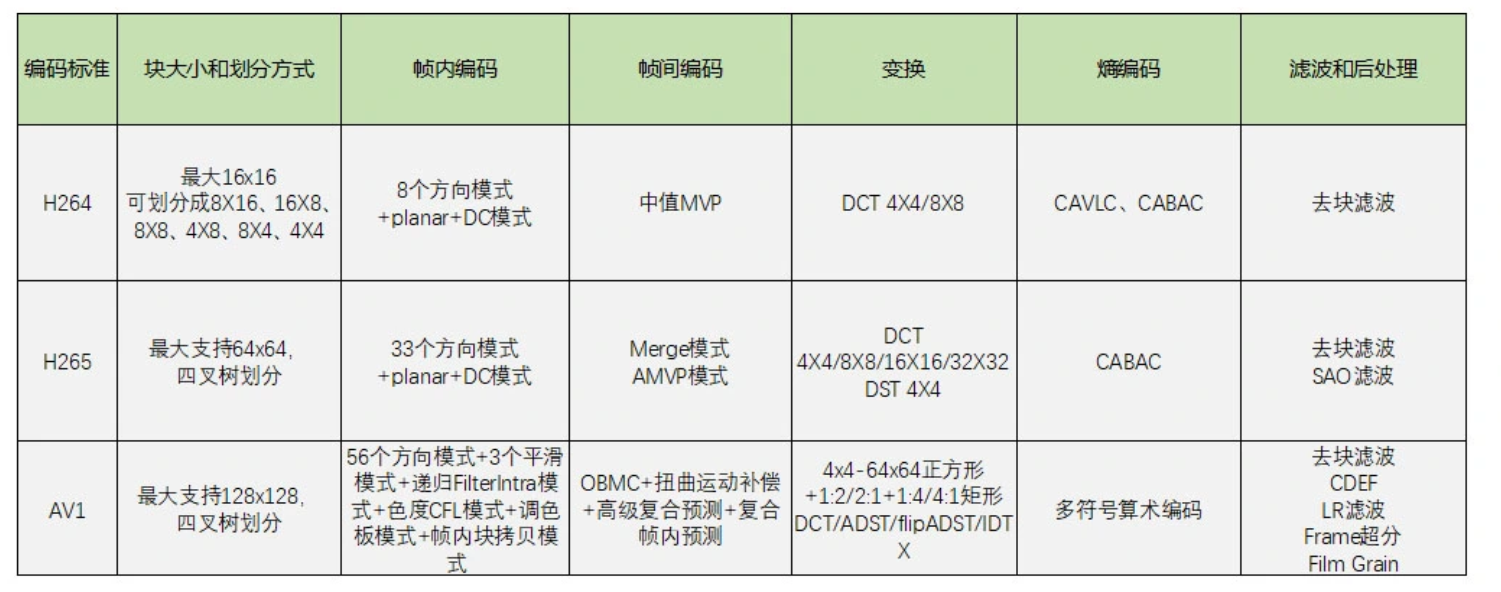 编码标准
块大小和划分方式
帧内编码
帧间编码
变换
熵编码
滤波和后处理
H264
最大16x16
可划分成8X16、16X8、
8X8、4X8、8X4、4X4
8个方向模式
+planar+DC模式
中值MVP
DCT 4X4/8X8
CAVLC、CABAC
去块滤波
H265
最大支持64x64,
四叉树划分
33个方向模式
+planar+DC模式
Merge模式
AMVP模式
DCT
4X4/8X8/16X16/32X32
DST 4X4
CABAC
去块滤波
SAO滤波
AV1
最大支持128x128,
四叉树划分
56个方向模式+3个平滑
模式+递归FilterIntra模
式+色度CFL模式+调色
板模式+帧内块拷贝模
式
OBMC+扭曲运动补偿
+高级复合预测+复合
帧内预测
4x4-64x64正方形
+1:2/2:1+1:4/4:1矩形
DCT/ADST/flipADST/IDT
X
多符号算术编码
去块滤波
CDEF
LR滤波
Frame超分
Film Grain